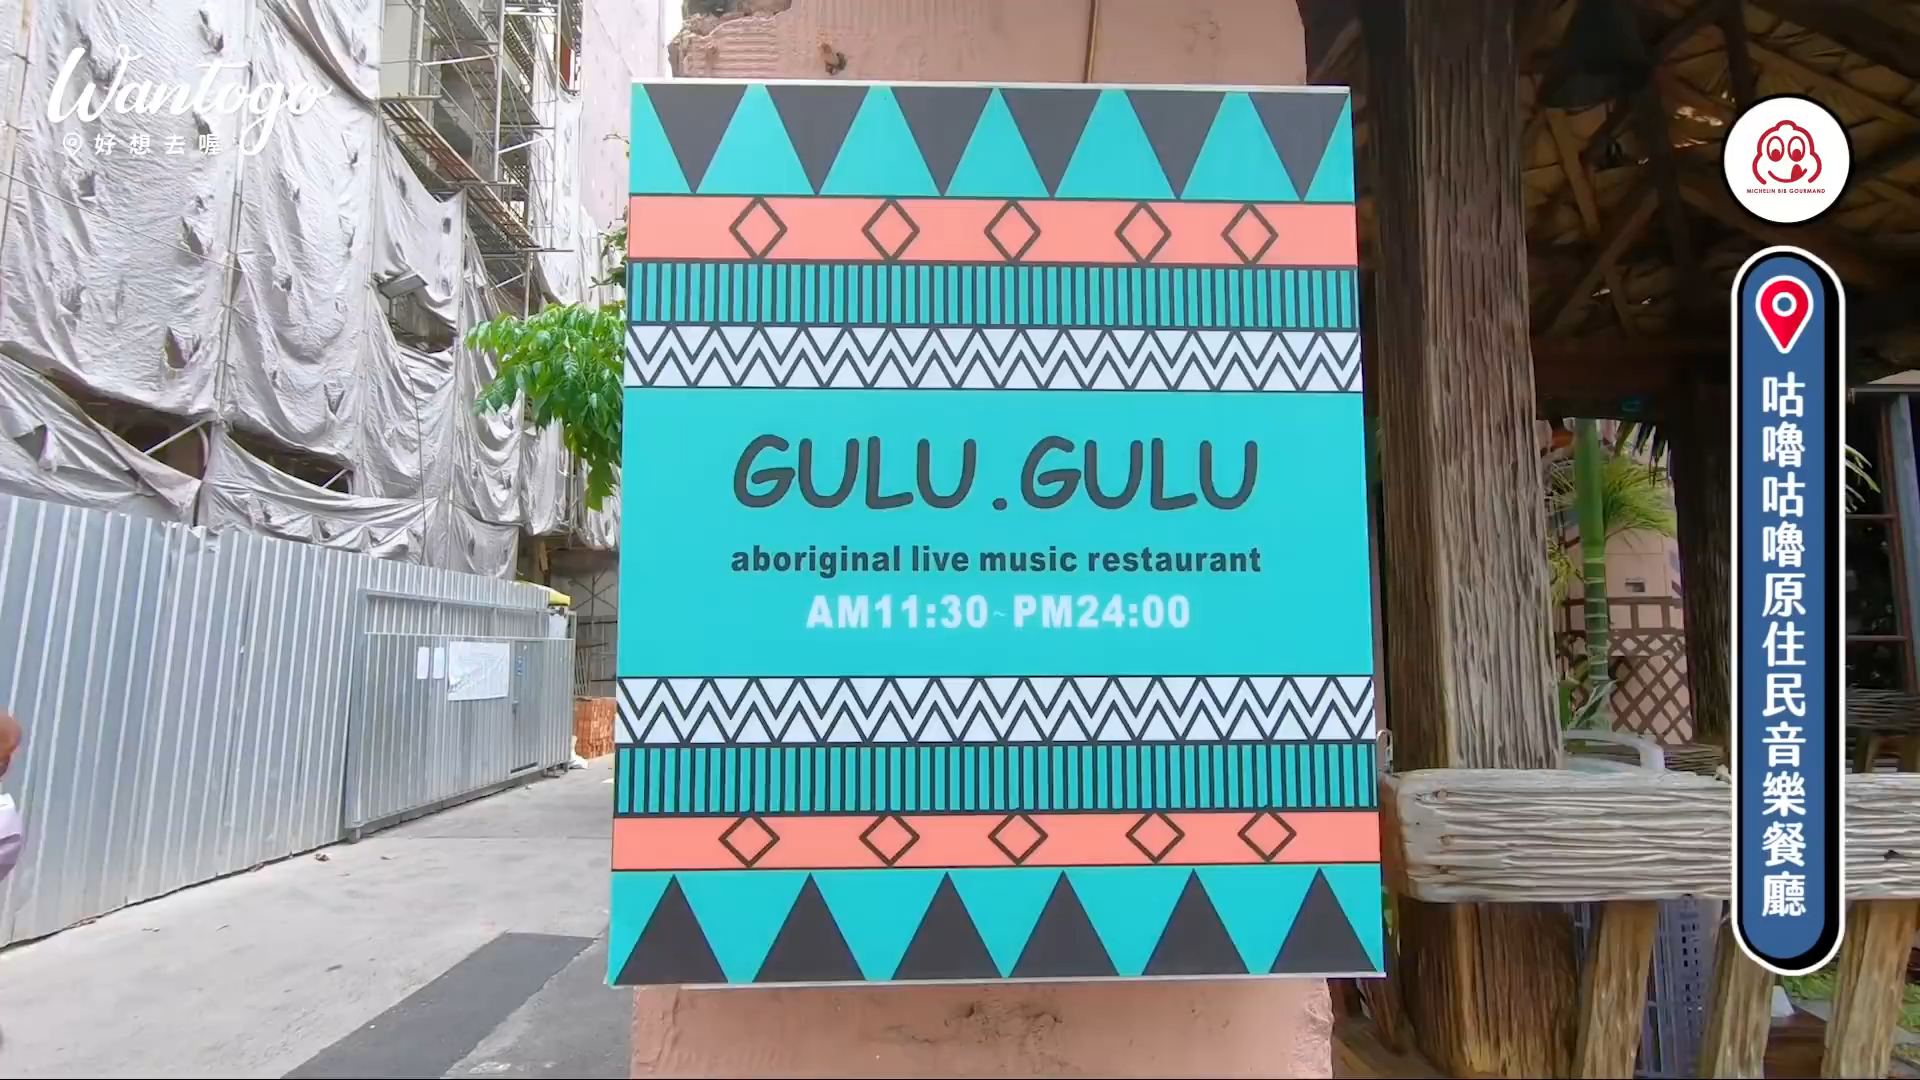 Wantogo
好想去喔
GULU.GULU
aboriginal live music restaurant
AM11:30~PM24:00
MICHELIN BIB GOURMAND
咕嚕咕嚕原住民音樂餐廳